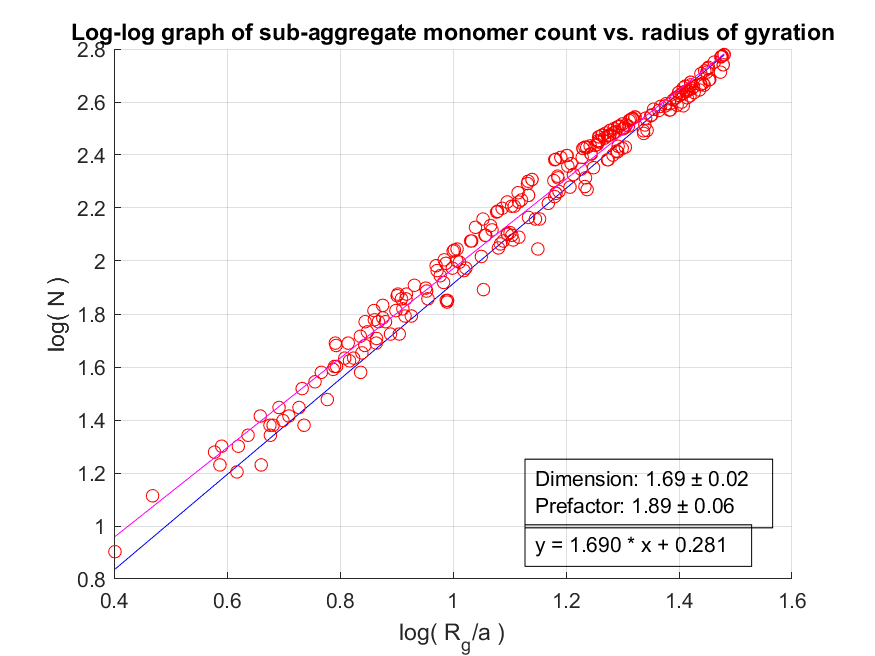 Log-log graph of sub-aggregate monomer count vs. radius of gyration
2.8
2.6
2.4
2.2
2
1.8
1.6
1.4
1.2
1
0.8
log( N )
Dimension: 1.69 ± 0.02
Prefactor: 1.89 ± 0.06
y = 1.690 * x + 0.281
0.4 0.6 0.8 1 1.2 1.4 1.6
log( Rg/a )